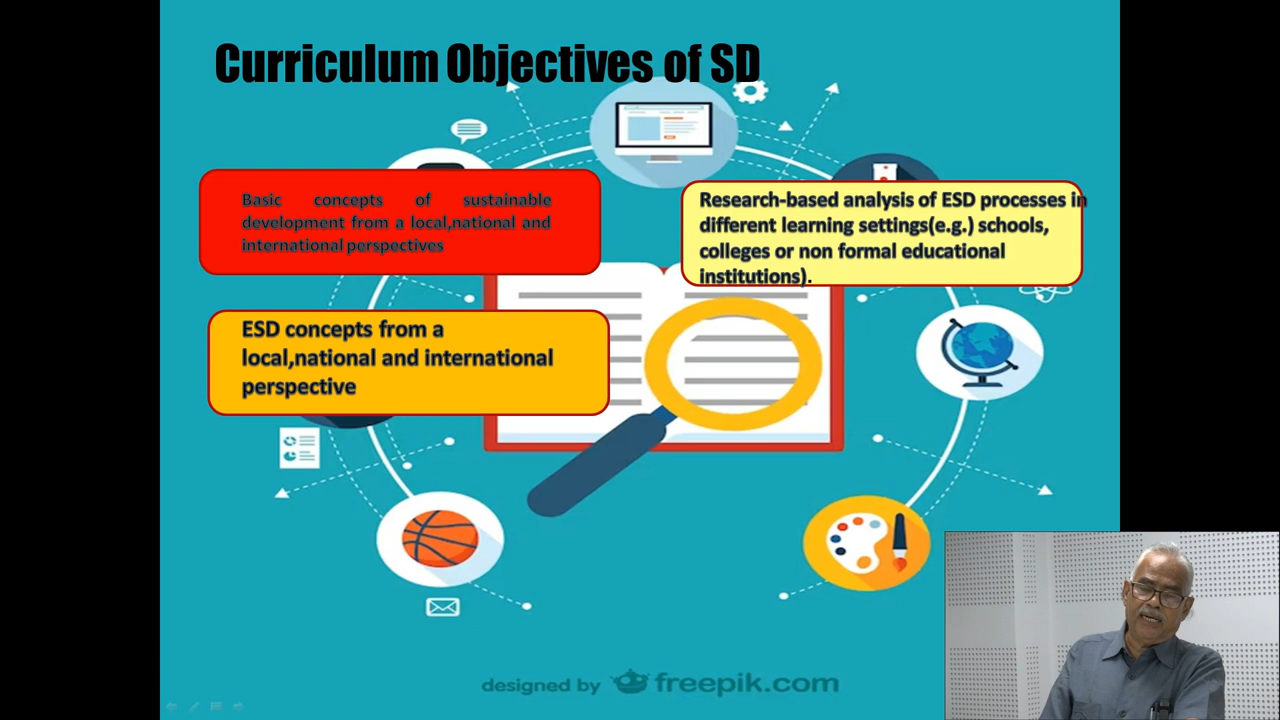 Curriculum Objectives of SD
Basic concepts of sustainable
development from a local,national and
international perspectives
Research-based analysis of ESD processes in
different learning settings(e.g.) schools,
colleges or non formal educational
institutions).
ESD concepts from a
local,national and international
perspective
designed by freepik.com